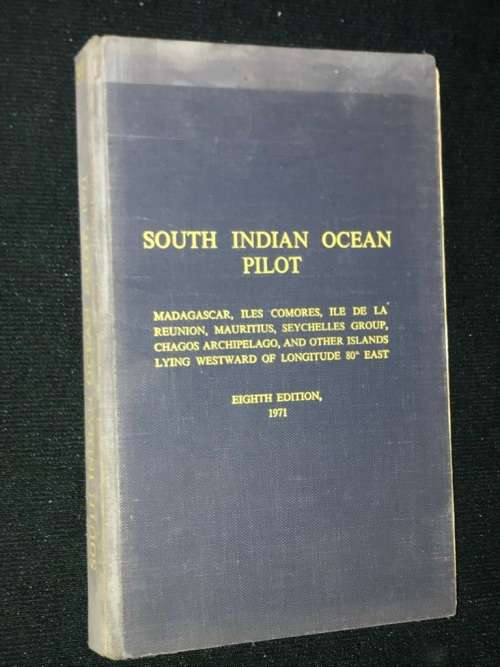 SOUTH INDIAN OCEAN
PILOT
MADAGASCAR, ILES COMORES, ILE DE LA
REUNION, MAURITIUS, SEYCHELLES GROUP,
CHAGOS ARCHIPELAGO, AND OTHER ISLANDS
LYING WESTWARD OF LONGITUDE 80° EAST
EIGHTH EDITION,
1971